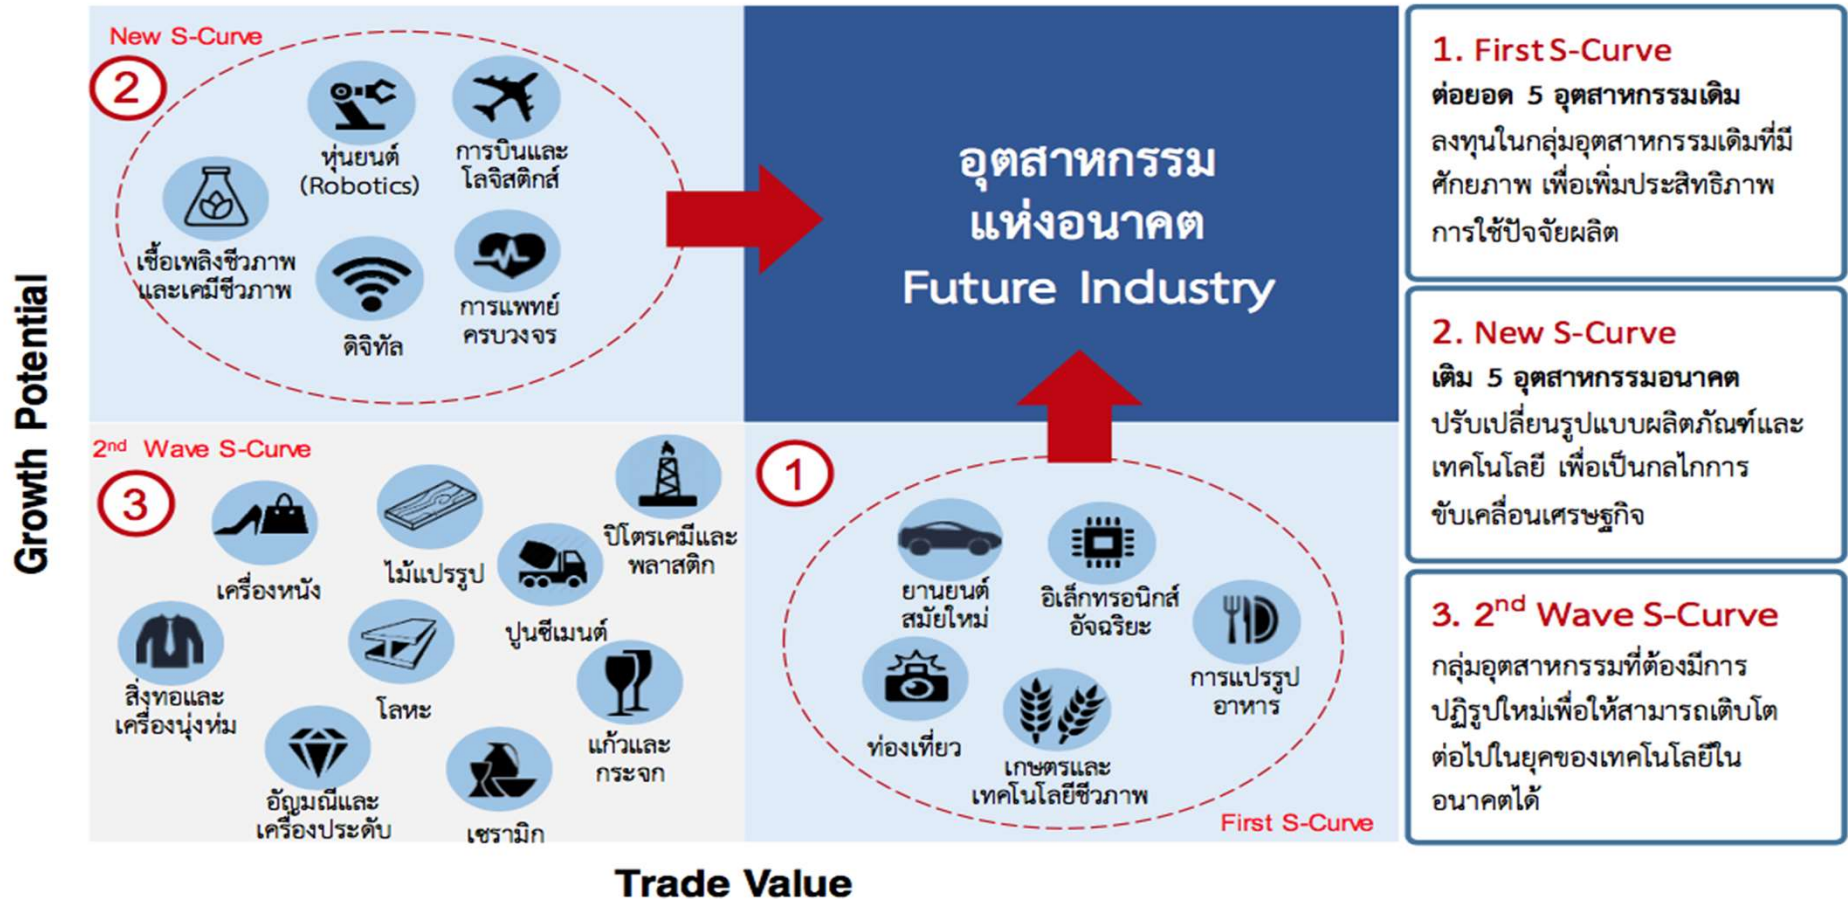 New S-Curve
2
หุ่นยนต์
(Robotics)
การบินและ
โลจิสติกส์
เชื้อเพลิงชีวภาพ
และเคมีชีวภาพ
ดิจิทัล
การแพทย์
ครบวงจร
อุตสาหกรรม
แห่งอนาคต
Future Industry
Growth Potential
2nd Wave S-Curve
3
เครื่องหนัง
ไม้แปรรูป
ปิโตรเคมีและ
พลาสติก
ปูนซีเมนต์
สิ่งทอและ
เครื่องนุ่งห่ม
โลหะ
แก้วและ
กระจก
อัญมณีและ
เครื่องประดับ
เซรามิก
1
ยานยนต์
สมัยใหม่
อิเล็กทรอนิกส์
อัจฉริยะ
การแปรรูป
อาหาร
ท่องเที่ยว
เกษตรและ
เทคโนโลยีชีวภาพ
First S-Curve
Trade Value
1. First S-Curve
ต่อยอด 5 อุตสาหกรรมเดิม
ลงทุนในกลุ่มอุตสาหกรรมเดิมที่มี
ศักยภาพ เพื่อเพิ่มประสิทธิภาพ
การใช้ปัจจัยผลิต
2. New S-Curve
เติม 5 อุตสาหกรรมอนาคต
ปรับเปลี่ยนรูปแบบผลิตภัณฑ์และ
เทคโนโลยี เพื่อเป็นกลไกการ
ขับเคลื่อนเศรษฐกิจ
3. 2nd Wave S-Curve
กลุ่มอุตสาหกรรมที่ต้องมีการ
ปฏิรูปใหม่เพื่อให้สามารถเติบโต
ต่อไปในยุคของเทคโนโลยีใน
อนาคตได้